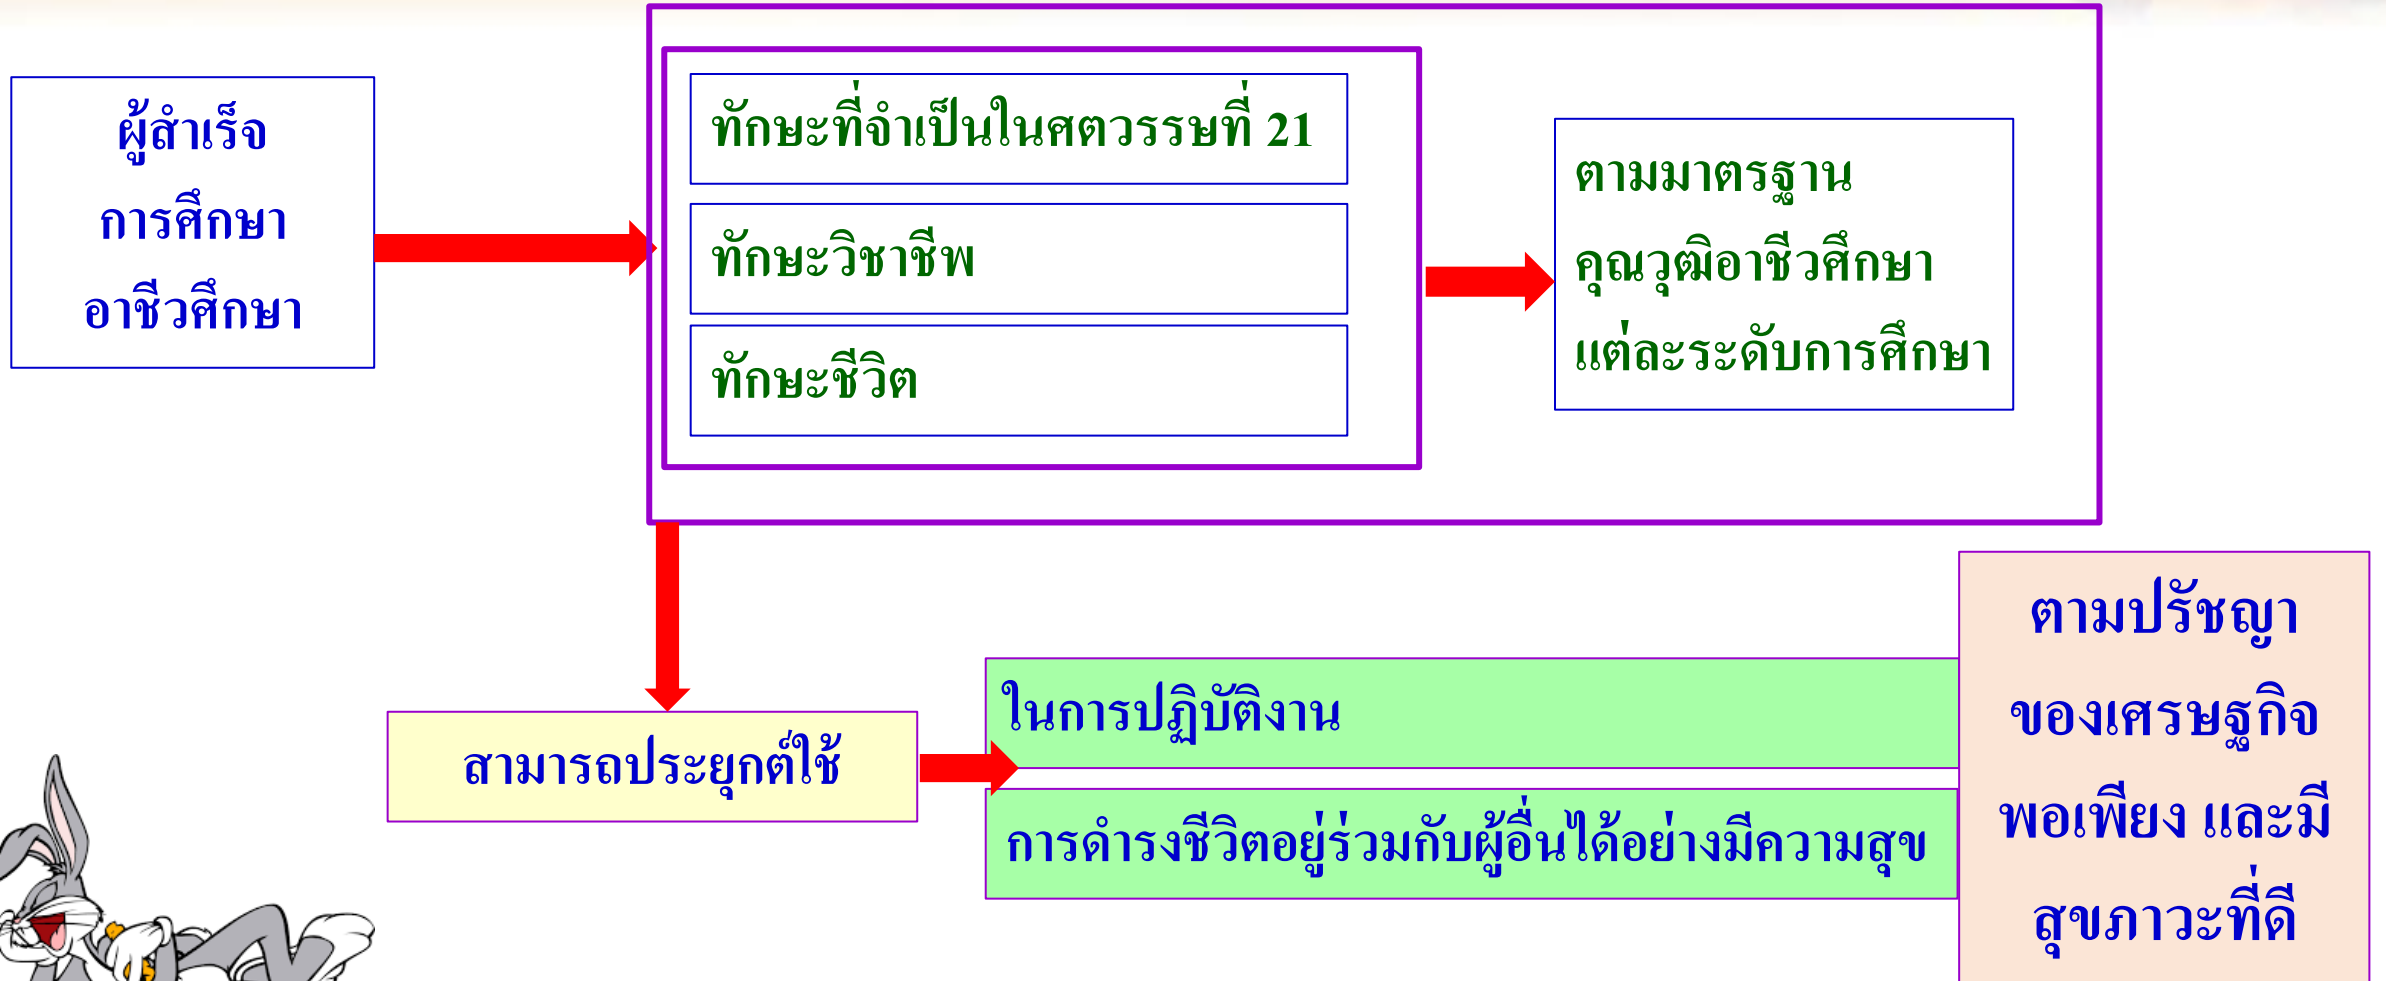 ผู้สำเร็จ
การศึกษา
อาชีวศึกษา
ทักษะที่จำเป็นในศตวรรษที่ 21
ทักษะวิชาชีพ
ทักษะชีวิต
ตามมาตรฐาน
คุณวุฒิอาชีวศึกษา
แต่ละระดับการศึกษา
สามารถประยุกต์ใช้
ในการปฏิบัติงาน
การดำรงชีวิตอยู่ร่วมกับผู้อื่นได้อย่างมีความสุข
ตามปรัชญา
ของเศรษฐกิจ
พอเพียง และมี
สุขภาวะที่ดี